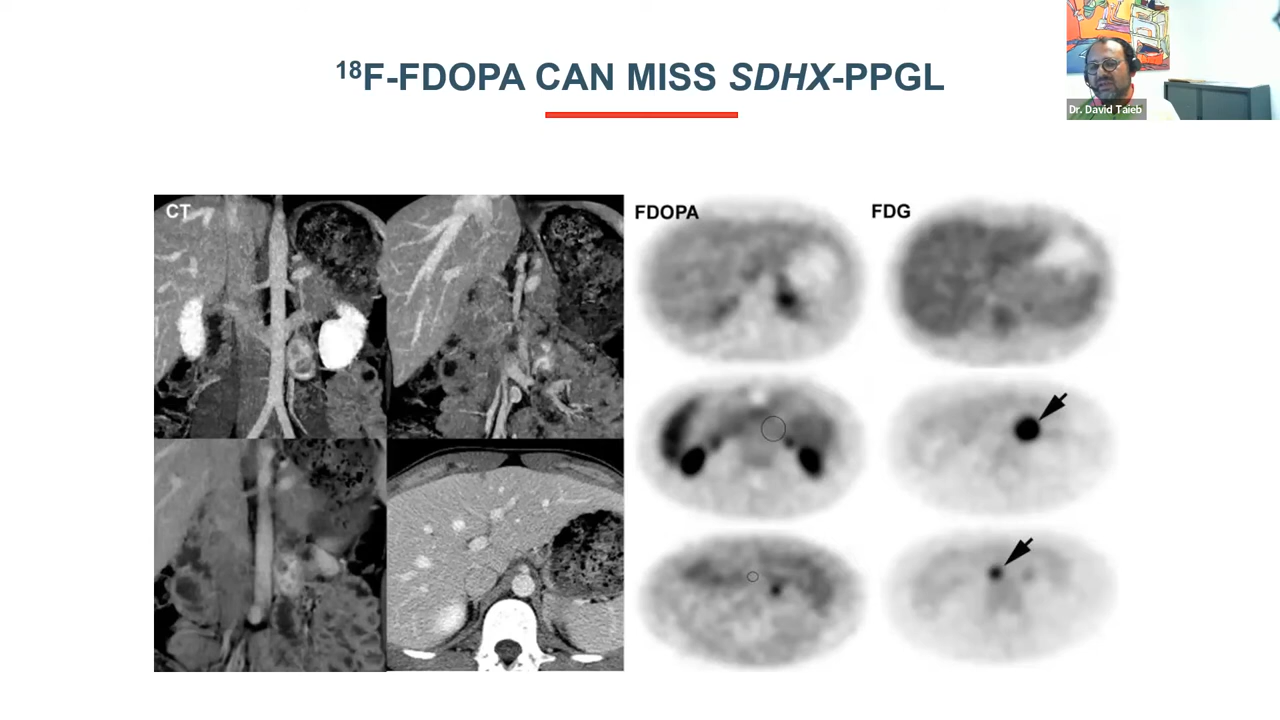 ¹⁸F-FDOPA CAN MISS SDHX-PPGL
Dr. David Taieb
CT
FDOPA
FDG